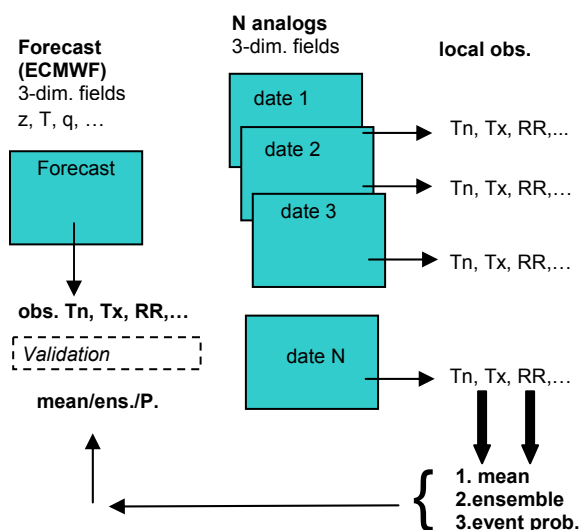 Forecast
(ECMWF)
3-dim. fields
z, T, q, …
Forecast
obs. Tn, Tx, RR,…
Validation
mean/ens./P.
N analogs
3-dim. fields
date 1
date 2
date 3
date N
local obs.
Tn, Tx, RR,...
Tn, Tx, RR,…
Tn, Tx, RR,…
Tn, Tx, RR,…
{
1. mean
2.ensemble
3.event prob.